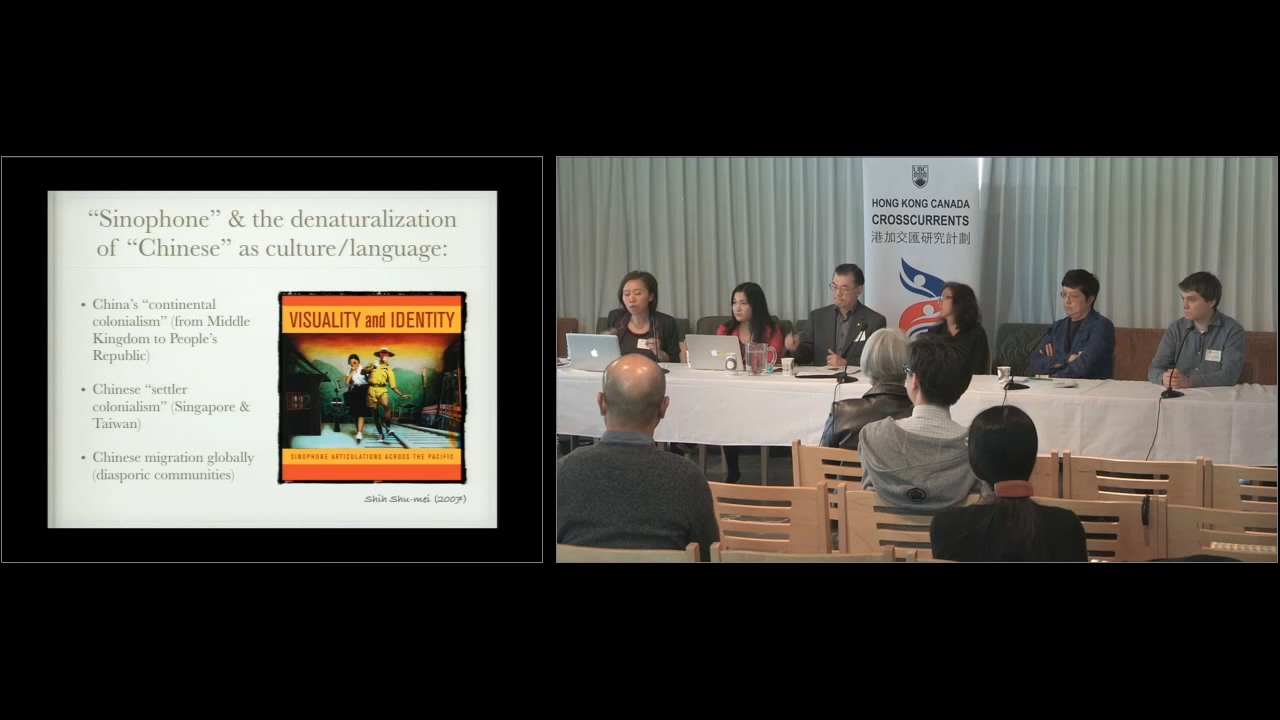 “Sinophone” & the denaturalization
of “Chinese” as culture/language:
• China’s “continental
colonialism” (from Middle
Kingdom to People’s
Republic)
• Chinese “settler
colonialism” (Singapore &
Taiwan)
• Chinese migration globally
(diasporic communities)
VISUALITY and IDENTITY
SINOPHONE ARTICULATIONS ACROSS THE PACIFIC
Shih Shu-mei (2007)
UBC
HONG KONG CANADA
CROSSCURRENTS
港加交匯研究計劃